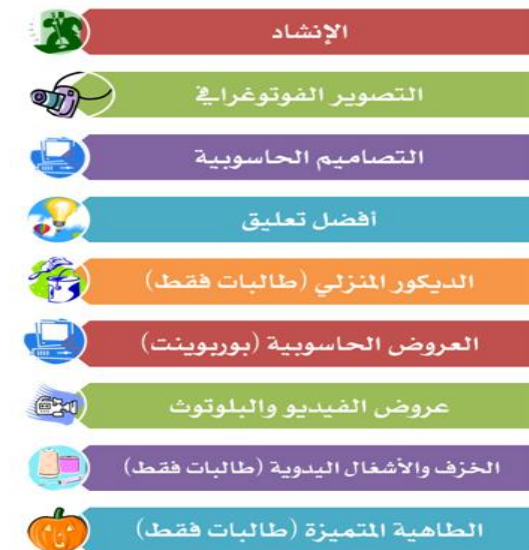 الإنشاد
التصوير الفوتوغرافي
التصاميم الحاسوبية
أفضل تعليق
الديكور المنزلي (طالبات فقط)
العروض الحاسوبية (بوربوينت)
عروض الفيديو والبلوتوث
الخزف والأشغال اليدوية (طالبات فقط)
الطاهية المتميزة (طالبات فقط)